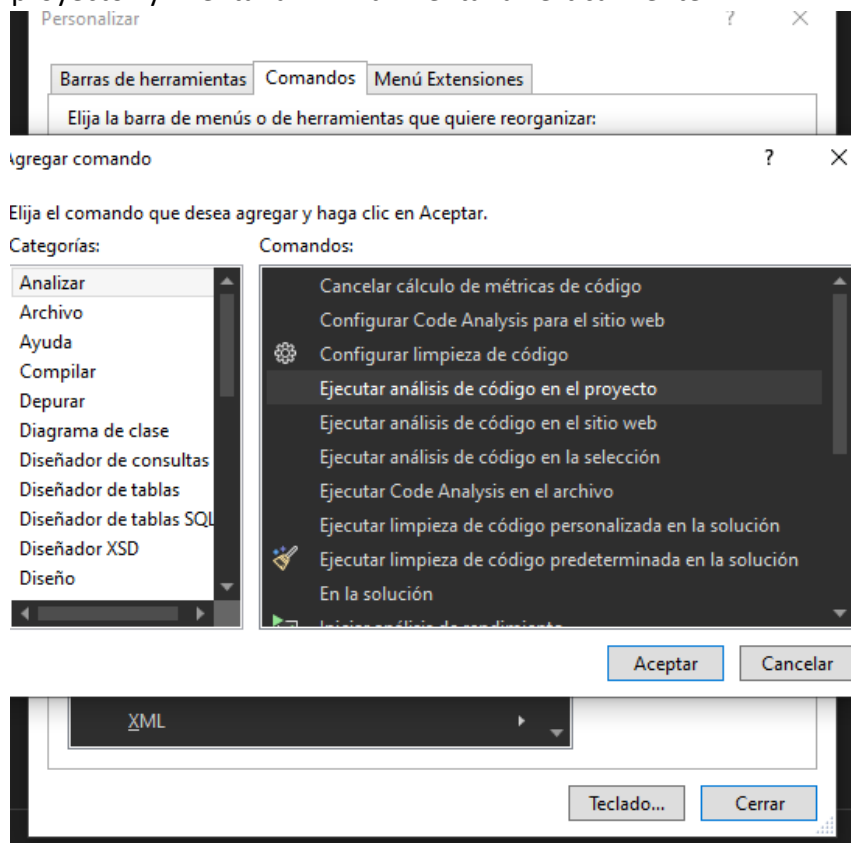 Personalizar ? ✕
Barras de herramientas Comandos Menú Extensiones
Elija la barra de menús o de herramientas que quiere reorganizar:
Agregar comando ? ✕
Elija el comando que desea agregar y haga clic en Aceptar.
Categorías: Comandos:
Analizar
Archivo
Ayuda
Compilar
Depurar
Diagrama de clase
Diseñador de consultas
Diseñador de tablas
Diseñador de tablas SQL
Diseñador XSD
Diseño
Cancelar cálculo de métricas de código
Configurar Code Analysis para el sitio web
Configurar limpieza de código
Ejecutar análisis de código en el proyecto
Ejecutar análisis de código en el sitio web
Ejecutar análisis de código en la selección
Ejecutar Code Analysis en el archivo
Ejecutar limpieza de código personalizada en la solución
Ejecutar limpieza de código predeterminada en la solución
En la solución
Iniciar análisis de rendimiento
Aceptar Cancelar
XML
Teclado... Cerrar